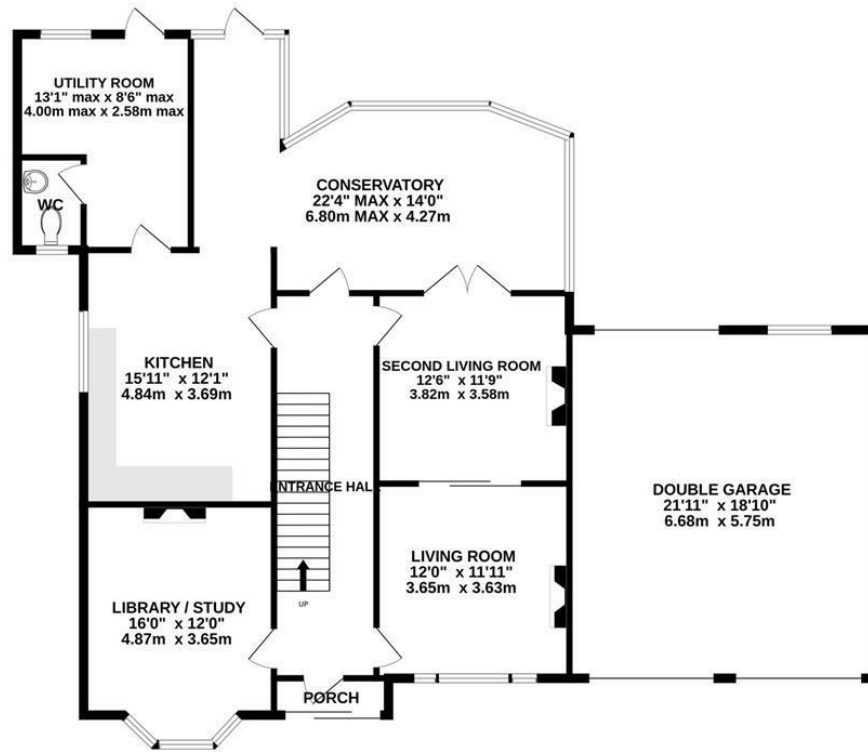 UTILITY ROOM
13'1" max x 8'6" max
4.00m max x 2.58m max
WC
CONSERVATORY
22'4" MAX x 14'0"
6.80m MAX x 4.27m
KITCHEN
15'11" x 12'1"
4.84m x 3.69m
SECOND LIVING ROOM
12'6" x 11'9"
3.82m x 3.58m
ENTRANCE HALL
DOUBLE GARAGE
21'11" x 18'10"
6.68m x 5.75m
LIVING ROOM
12'0" x 11'11"
3.65m x 3.63m
UP
LIBRARY / STUDY
16'0" x 12'0"
4.87m x 3.65m
PORCH